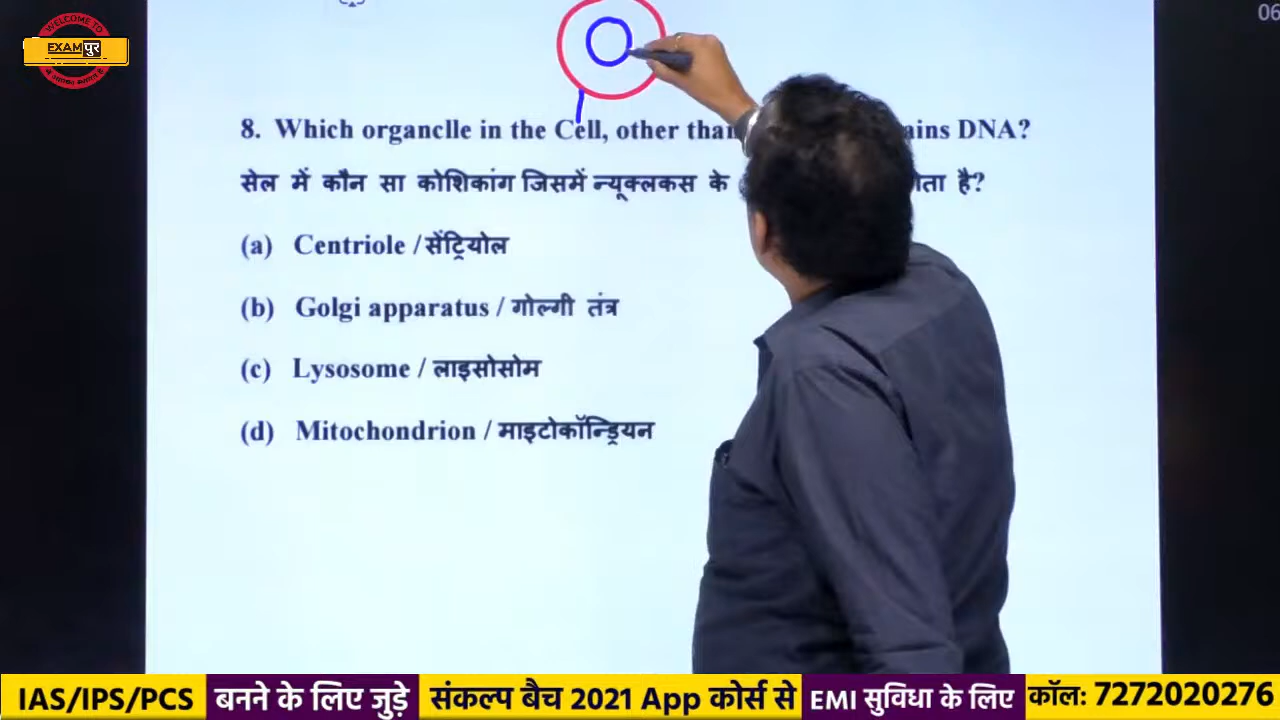 WELCOME TO
EXAMपुर
06
8. Which organclle in the Cell, other than ains DNA?
सेल में कौन सा कोशिकांग जिसमें न्यूक्लकस के ोता है?
(a) Centriole / सेंट्रियोल
(b) Golgi apparatus / गोल्गी तंत्र
(c) Lysosome / लाइसोसोम
(d) Mitochondrion / माइटोकॉन्ड्रियन
IAS/IPS/PCS बनने के लिए जुड़े संकल्प बैच 2021 App कोर्स से EMI सुविधा के लिए कॉल: 7272020276